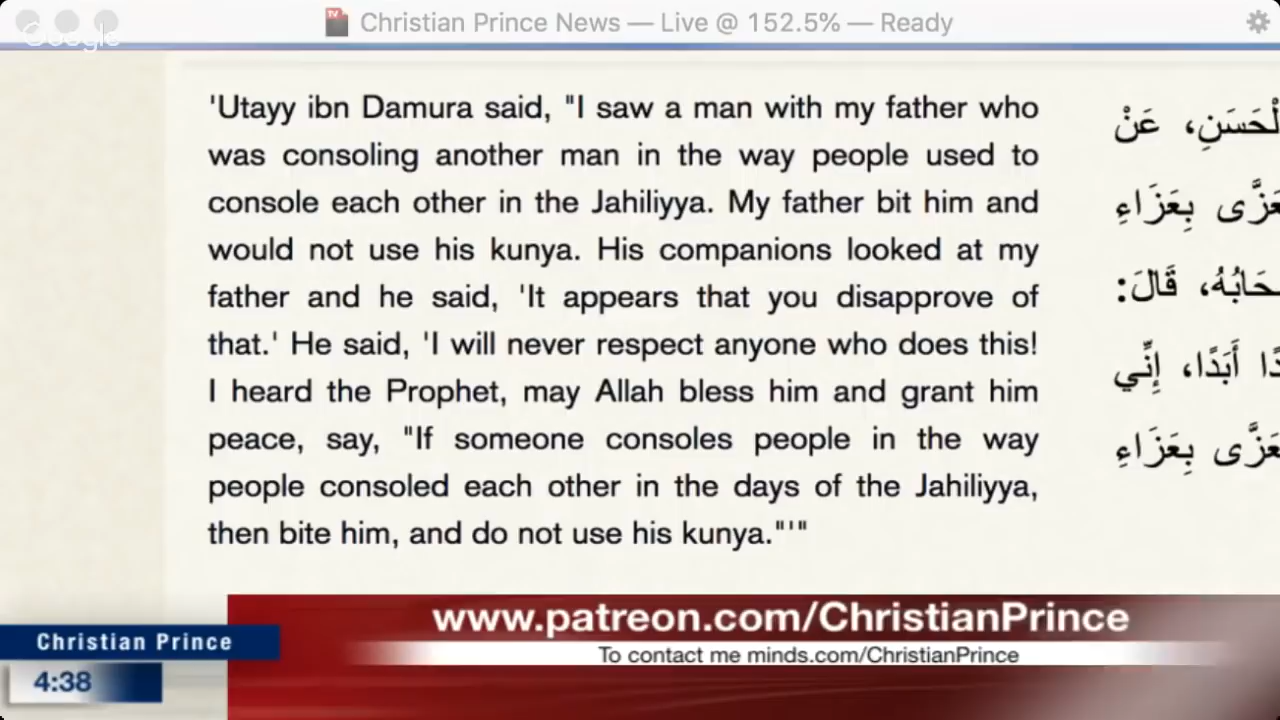 Google
Christian Prince News — Live @ 152.5% — Ready
'Utayy ibn Damura said, "I saw a man with my father who
was consoling another man in the way people used to
console each other in the Jahiliyya. My father bit him and
would not use his kunya. His companions looked at my
father and he said, 'It appears that you disapprove of
that.' He said, 'I will never respect anyone who does this!
I heard the Prophet, may Allah bless him and grant him
peace, say, "If someone consoles people in the way
people consoled each other in the days of the Jahiliyya,
then bite him, and do not use his kunya."'"
لْحَسَنِ، عَنْ
بِعَزَاءِ
قَالَ:
أَبَدًا، إِنِّي
بِعَزَاءِ
www.patreon.com/ChristianPrince
To contact me minds.com/ChristianPrince
Christian Prince
4:38